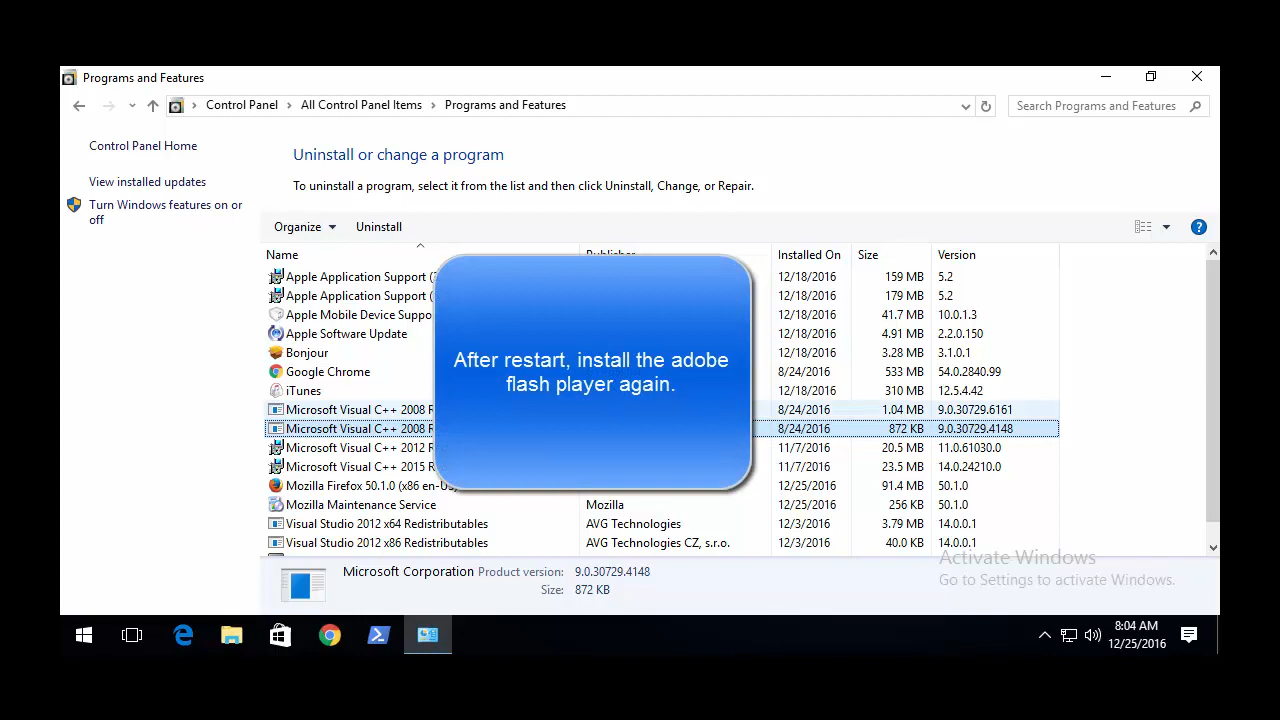 Programs and Features
Control Panel > All Control Panel Items > Programs and Features
Search Programs and Features
Control Panel Home
View installed updates
Turn Windows features on or
off
Uninstall or change a program
To uninstall a program, select it from the list and then click Uninstall, Change, or Repair.
Organize Uninstall
Name Publisher Installed On Size Version
Apple Application Support ( 12/18/2016 159 MB 5.2
Apple Application Support ( 12/18/2016 179 MB 5.2
Apple Mobile Device Suppo 12/18/2016 41.7 MB 10.0.1.3
Apple Software Update 12/18/2016 4.91 MB 2.2.0.150
Bonjour 12/18/2016 3.28 MB 3.1.0.1
Google Chrome 8/24/2016 533 MB 54.0.2840.99
iTunes 12/18/2016 310 MB 12.5.4.42
Microsoft Visual C++ 2008 R 8/24/2016 1.04 MB 9.0.30729.6161
Microsoft Visual C++ 2008 R 8/24/2016 872 KB 9.0.30729.4148
Microsoft Visual C++ 2012 R 11/7/2016 20.5 MB 11.0.61030.0
Microsoft Visual C++ 2015 R 11/7/2016 23.5 MB 14.0.24210.0
Mozilla Firefox 50.1.0 (x86 en-US) 12/25/2016 91.4 MB 50.1.0
Mozilla Maintenance Service Mozilla 12/25/2016 256 KB 50.1.0
Visual Studio 2012 x64 Redistributables AVG Technologies 12/3/2016 3.79 MB 14.0.0.1
Visual Studio 2012 x86 Redistributables AVG Technologies CZ, s.r.o. 12/3/2016 40.0 KB 14.0.0.1
After restart, install the adobe
flash player again.
Microsoft Corporation Product version: 9.0.30729.4148
Size: 872 KB
Activate Windows
Go to Settings to activate Windows.
8:04 AM
12/25/2016